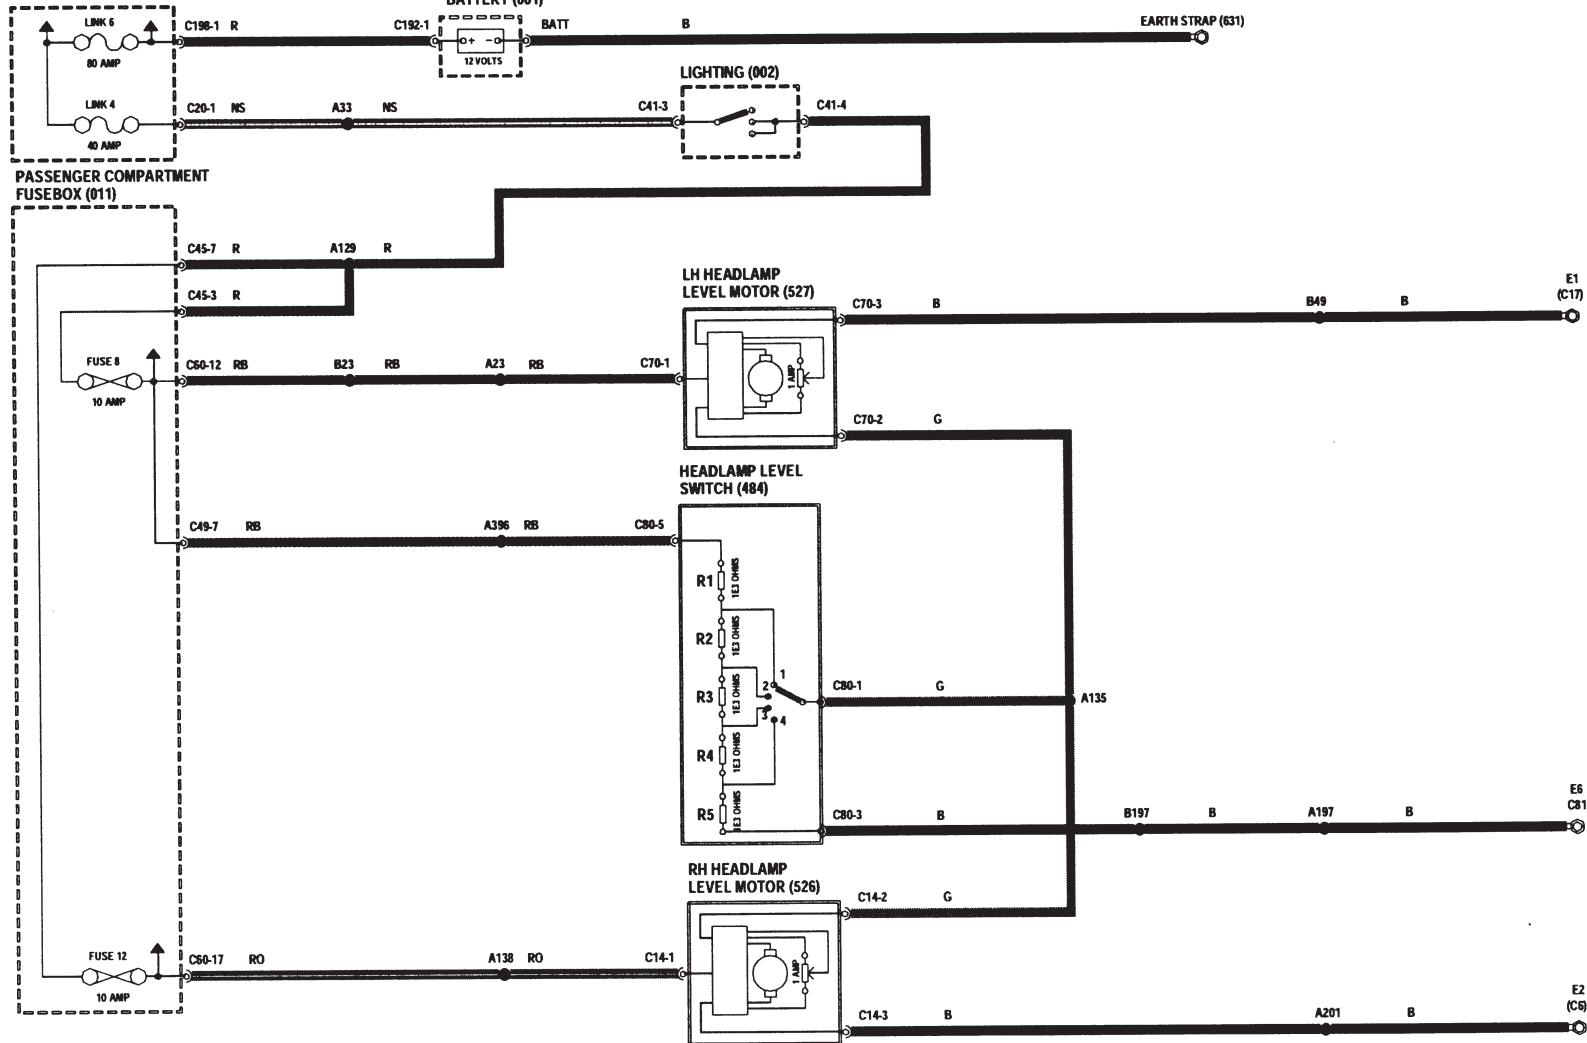 BATTERY (001)
LINK 6
80 AMP
C198-1 R
C192-1
12 VOLTS
BATT
B
EARTH STRAP (631)
LIGHTING (002)
LINK 4
40 AMP
C20-1 NS
A33 NS
C41-3
C41-4
PASSENGER COMPARTMENT
FUSEBOX (011)
C45-7 R
A129 R
C45-3 R
LH HEADLAMP
LEVEL MOTOR (527)
C70-3 B
B49 B
E1
(C17)
FUSE 8
10 AMP
C60-12 RB
B23 RB
A23 RB
C70-1
1 AMP
C70-2 G
HEADLAMP LEVEL
SWITCH (484)
C49-7 RB
A396 RB
C80-5
R1
1E3 OHMS
R2
1E3 OHMS
R3
1E3 OHMS
R4
1E3 OHMS
R5
1E3 OHMS
1
2
3
4
C80-1 G
A135
C80-3 B
B197 B
A197 B
E6
C81
RH HEADLAMP
LEVEL MOTOR (526)
C14-2 G
FUSE 12
10 AMP
C60-17 RO
A138 RO
C14-1
1 AMP
C14-3 B
A201 B
E2
(C6)